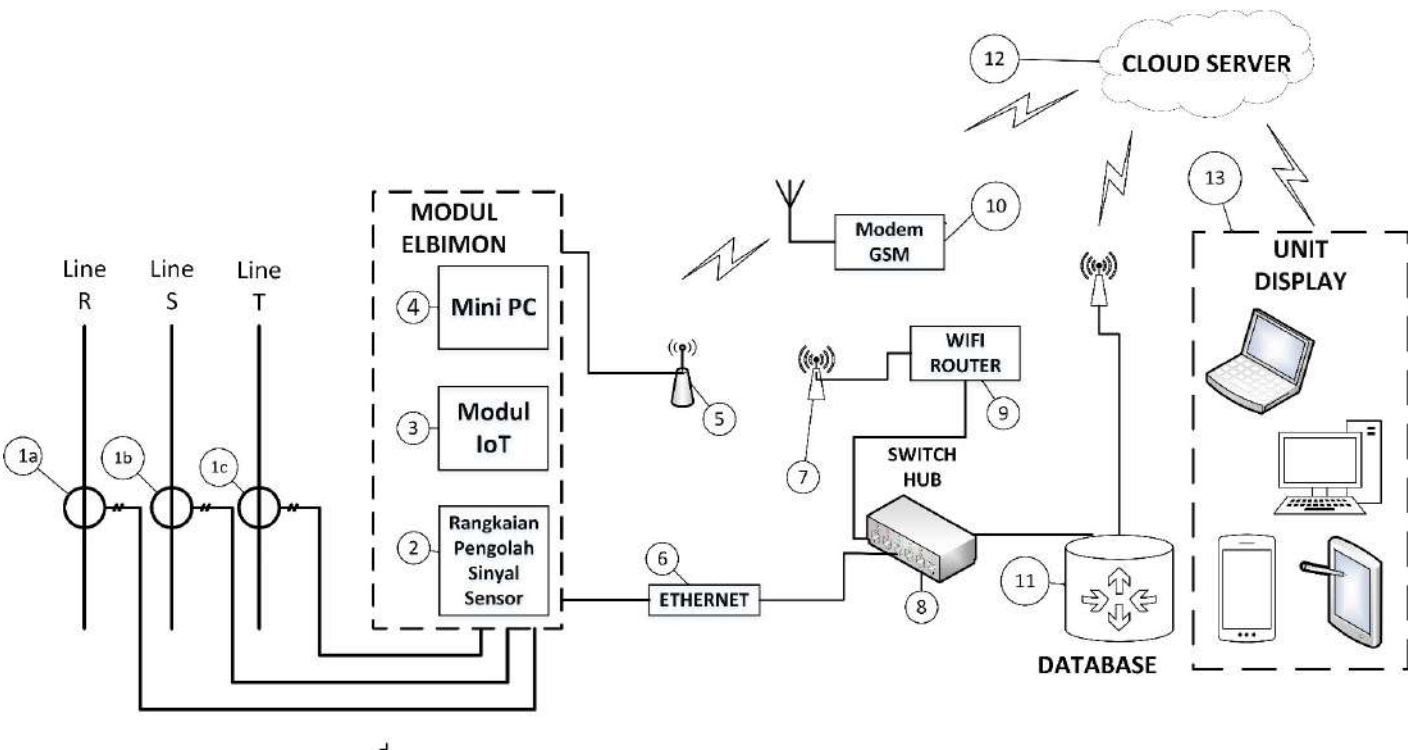 12
CLOUD SERVER
13
10
Modem
GSM
MODUL
ELBIMON
UNIT
DISPLAY
Line
R
Line
S
Line
T
4
Mini PC
WIFI
ROUTER
9
5
7
3
Modul
IoT
1a
1b
1c
SWITCH
HUB
2
Rangkaian
Pengolah
Sinyal
Sensor
6
ETHERNET
8
11
DATABASE